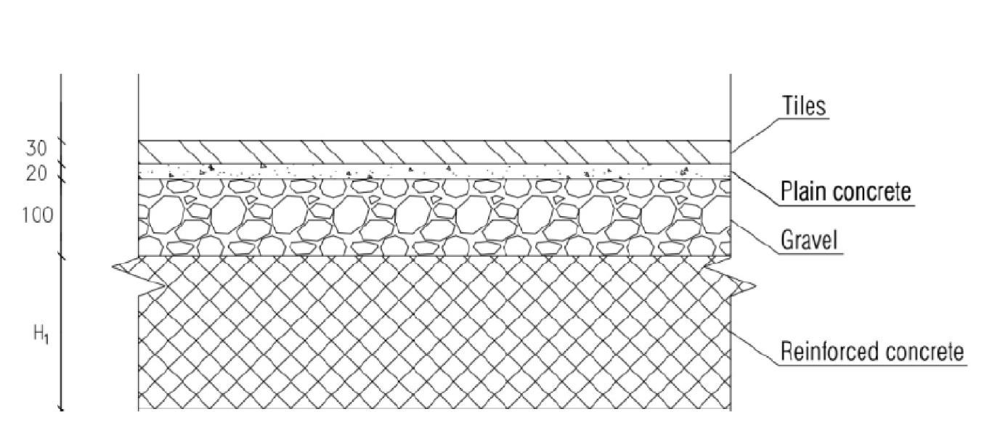 Tiles
30
20
Plain concrete
100
Gravel
H₁
Reinforced concrete